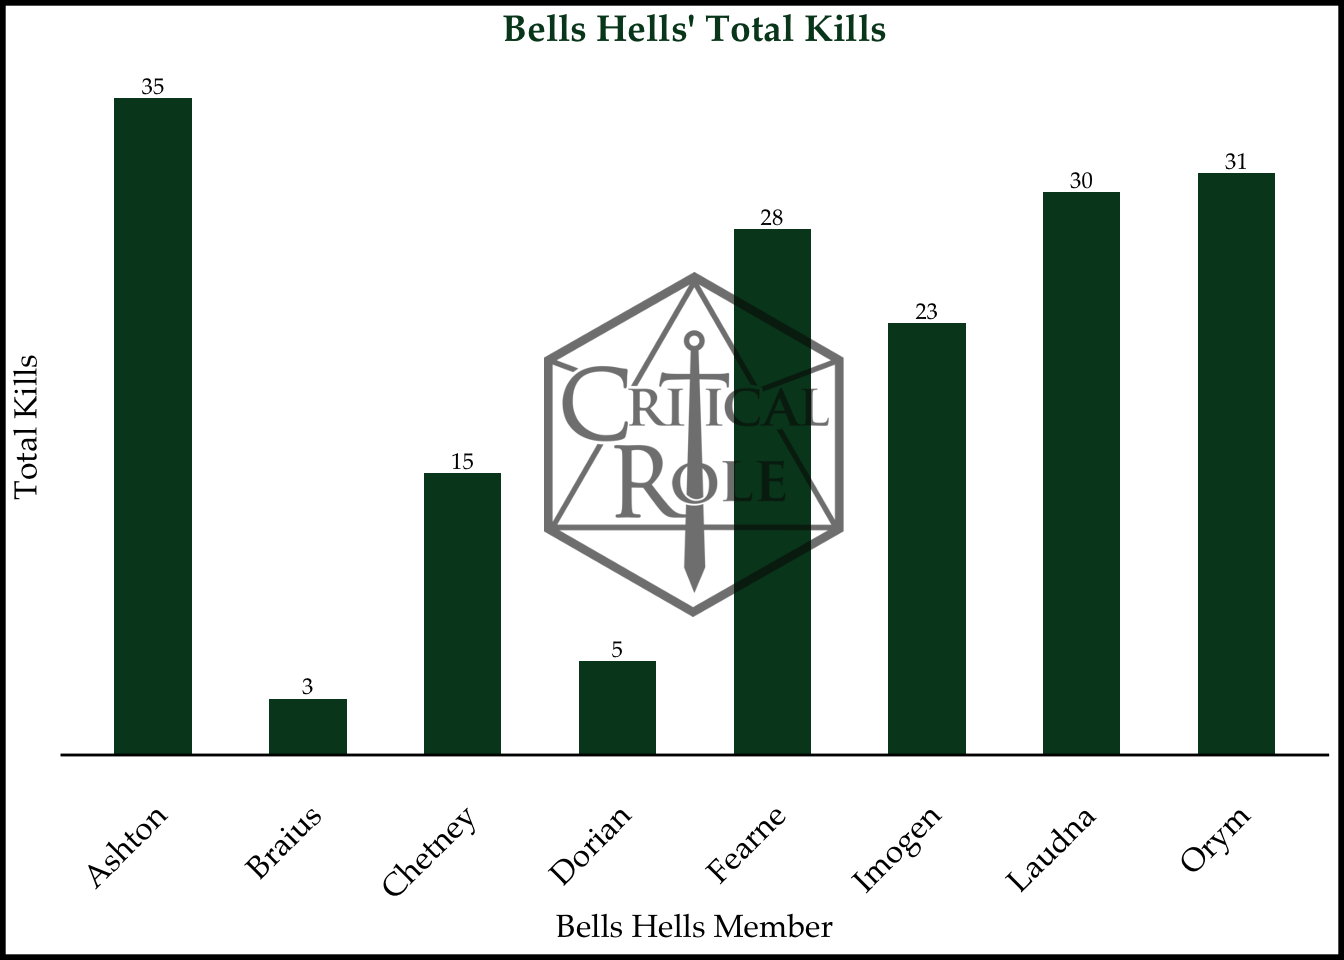 Bells Hells' Total Kills
35
3
15
5
28
23
30
31
Total Kills
CRITICAL
ROLE
Ashton
Braius
Chetney
Dorian
Fearne
Imogen
Laudna
Orym
Bells Hells Member